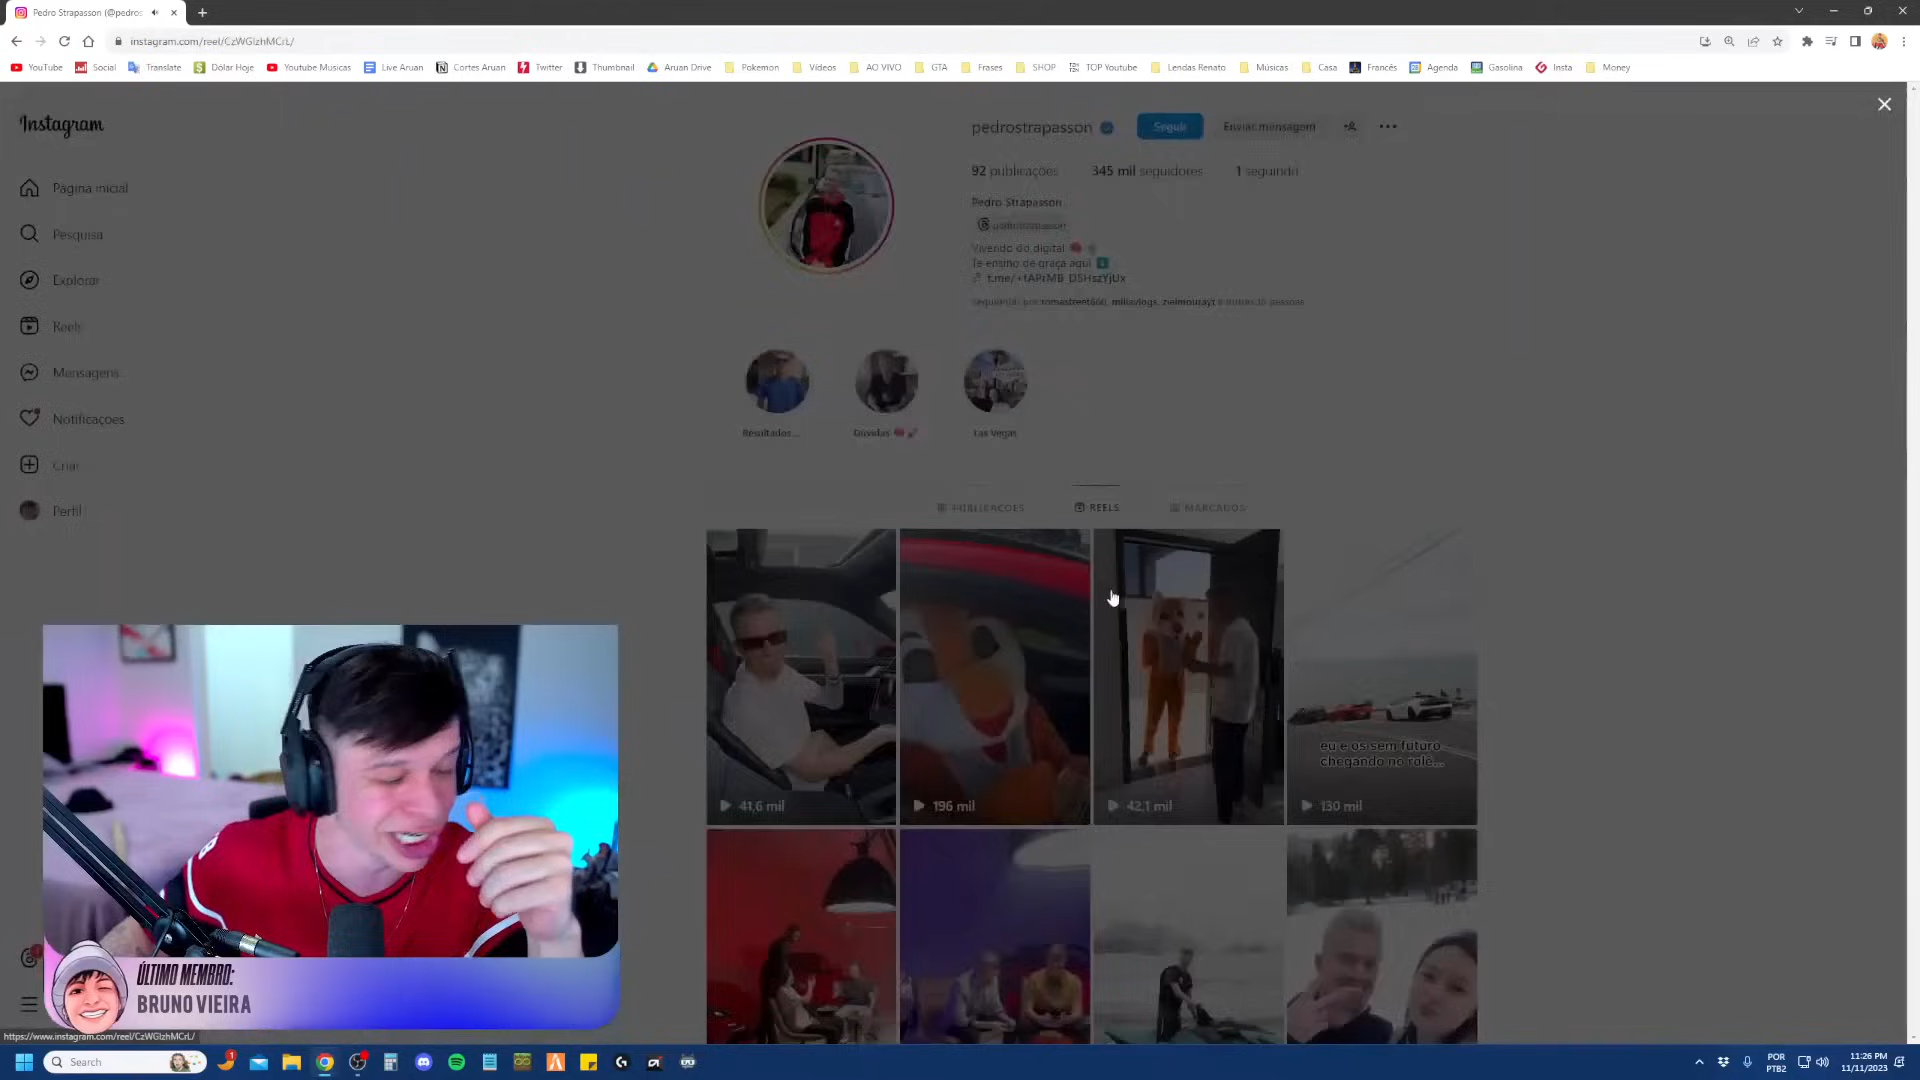 Pedro Strapasson (@pedros
instagram.com/reel/CzWGlzhMCrL/
YouTube Social Translate Dólar Hoje Youtube Musicas Live Aruan Cortes Aruan Twitter Thumbnail Aruan Drive Pokemon Vídeos AO VIVO GTA Frases SHOP TOP Youtube Lendas Renato Músicas Casa Francês Agenda Gasolina Insta Money
Instagram
Página inicial
Pesquisa
Explorar
Reels
Mensagens
Notificações
Criar
Perfil
pedrostrapasson Seguir Enviar mensagem
92 publicações 345 mil seguidores 1 seguindo
Pedro Strapasson
pedrostrapasson
Vivendo do digital
Te ensino de graça aqui
Resultados... Dúvidas Las Vegas
PUBLICAÇÕES REELS MARCADOS
eu e os sem futuro
chegando no rolê...
41,6 mil 196 mil 42,1 mil 130 mil
ÚLTIMO MEMBRO:
BRUNO VIEIRA
https://www.instagram.com/reel/CzWGlzhMCrL/
Search
1
POR
PTB2
11:26 PM
11/11/2023